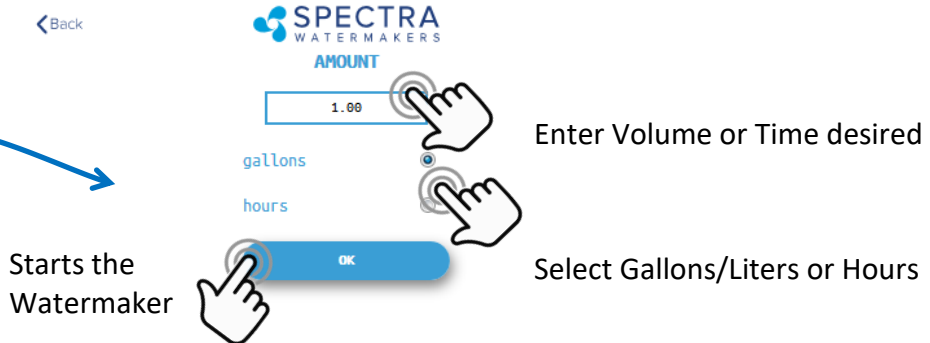 Back
SPECTRA
WATERMAKERS
AMOUNT
1.00
Enter Volume or Time desired
gallons
hours
OK
Select Gallons/Liters or Hours
Starts the
Watermaker